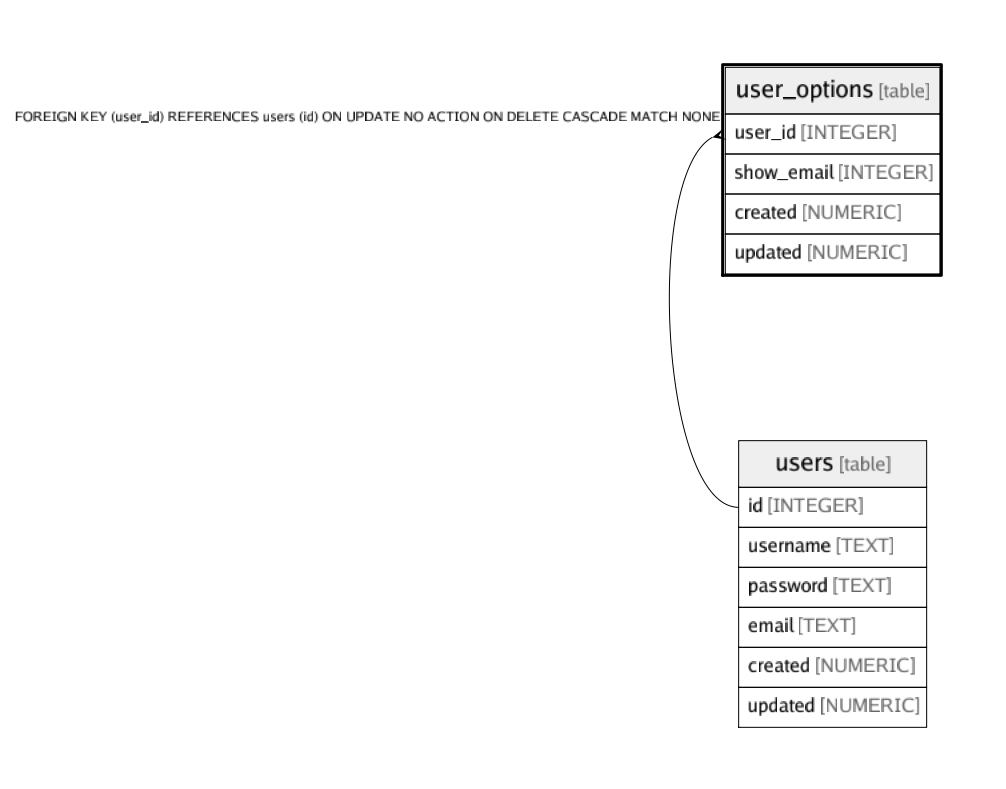 user_options [table]
FOREIGN KEY (user_id) REFERENCES users (id) ON UPDATE NO ACTION ON DELETE CASCADE MATCH NONE
user_id [INTEGER]
show_email [INTEGER]
created [NUMERIC]
updated [NUMERIC]
users [table]
id [INTEGER]
username [TEXT]
password [TEXT]
email [TEXT]
created [NUMERIC]
updated [NUMERIC]